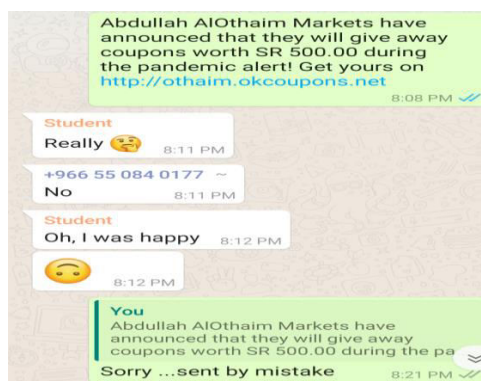 Abdullah AlOthaim Markets have
announced that they will give away
coupons worth SR 500.00 during
the pandemic alert! Get yours on
http://othaim.okcoupons.net
8:08 PM
Student
Really 🤔 8:11 PM
+966 55 084 0177 ~
No 8:11 PM
Student
Oh, I was happy 8:12 PM
🙃 8:12 PM
You
Abdullah AlOthaim Markets have
announced that they will give away
coupons worth SR 500.00 during the pa
Sorry ...sent by mistake 8:21 PM